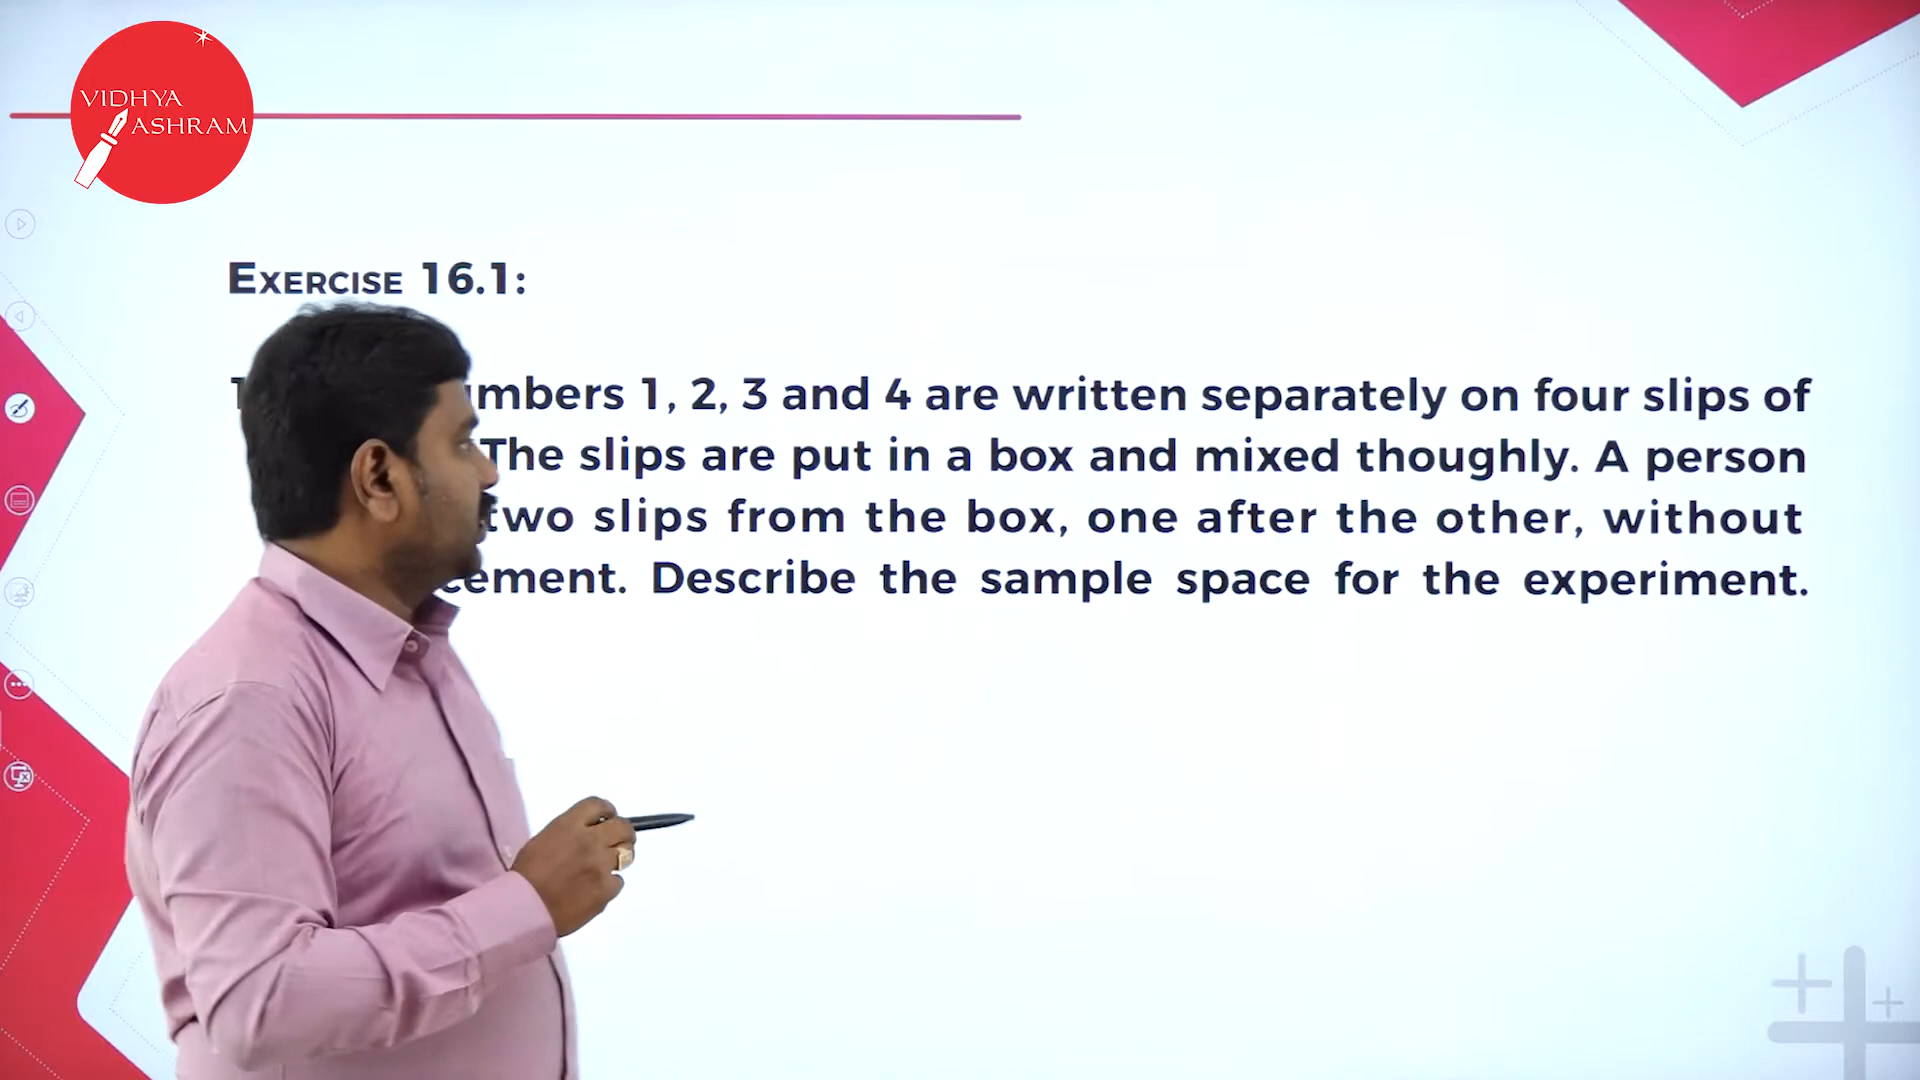 VIDHYA
ASHRAM
EXERCISE 16.1:
1, 2, 3 and 4 are written separately on four slips of
The slips are put in a box and mixed thoughly. A person
two slips from the box, one after the other, without
Describe the sample space for the experiment.